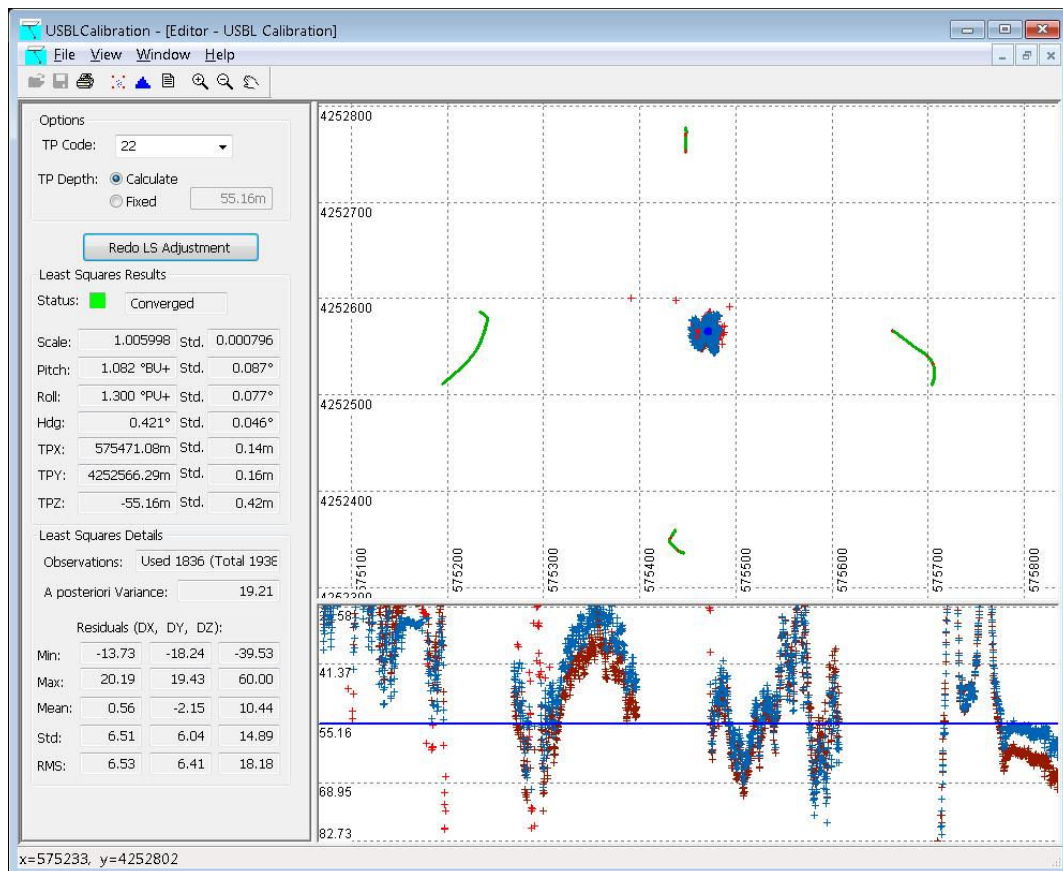 USBLCalibration - [Editor - USBL Calibration]
File View Window Help
Options
TP Code: 22
TP Depth: Calculate
Fixed 55.16m
Redo LS Adjustment
Least Squares Results
Status: Converged
Scale: 1.005998 Std. 0.000796
Pitch: 1.082 °BU+ Std. 0.087°
Roll: 1.300 °PU+ Std. 0.077°
Hdg: 0.421° Std. 0.046°
TPX: 575471.08m Std. 0.14m
TPY: 4252566.29m Std. 0.16m
TPZ: -55.16m Std. 0.42m
Least Squares Details
Observations: Used 1836 (Total 1938
A posteriori Variance: 19.21
Residuals (DX, DY, DZ):
Min: -13.73 -18.24 -39.53
Max: 20.19 19.43 60.00
Mean: 0.56 -2.15 10.44
Std: 6.51 6.04 14.89
RMS: 6.53 6.41 18.18
4252800
4252700
4252600
4252500
4252400
575100
575200
575300
575400
575500
575600
575700
575800
41.37
55.16
68.95
82.73
x=575233, y=4252802